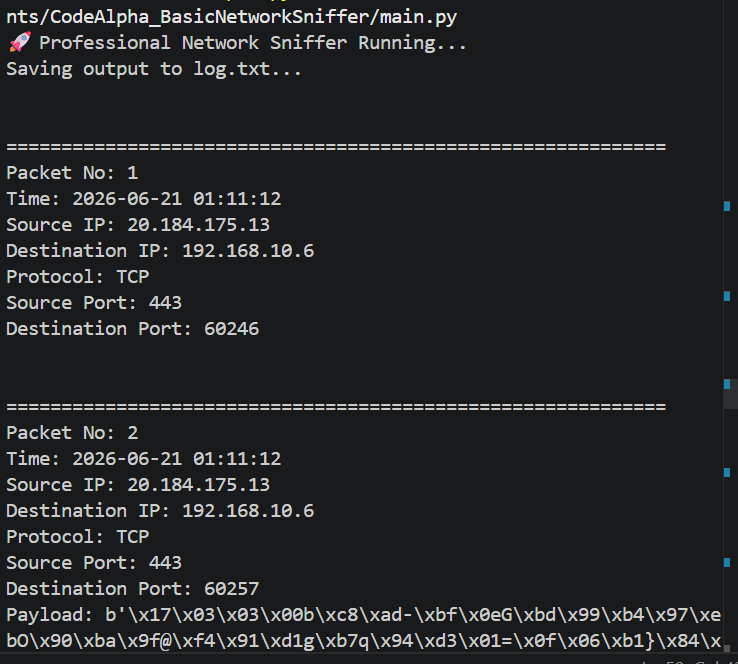 nts/CodeAlpha_BasicNetworkSniffer/main.py
🚀 Professional Network Sniffer Running...
Saving output to log.txt...
============================================================
Packet No: 1
Time: 2026-06-21 01:11:12
Source IP: 20.184.175.13
Destination IP: 192.168.10.6
Protocol: TCP
Source Port: 443
Destination Port: 60246
============================================================
Packet No: 2
Time: 2026-06-21 01:11:12
Source IP: 20.184.175.13
Destination IP: 192.168.10.6
Protocol: TCP
Source Port: 443
Destination Port: 60257
Payload: b'\x17\x03\x03\x00b\xc8\xad-\xbf\x0eG\xbd\x99\xb4\x97\xe
bO\x90\xba\x9f@\xf4\x91\xd1g\xb7q\x94\xd3\x01=\x0f\x06\xb1}\x84\x